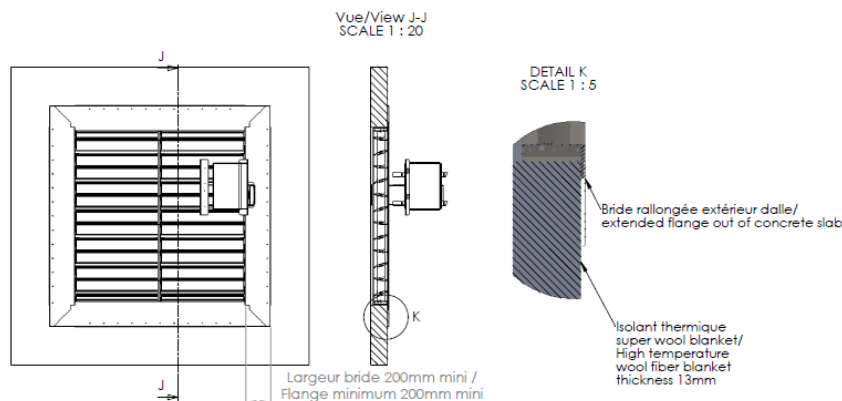 Vue/View J-J
SCALE 1 : 20
J
DETAIL K
SCALE 1 : 5
Bride rallongée extérieur dalle/
extended flange out of concrete slab
K
Isolant thermique
super wool blanket/
High temperature
wool fiber blanket
thickness 13mm
J
Largeur bride 200mm mini /
Flange minimum 200mm mini